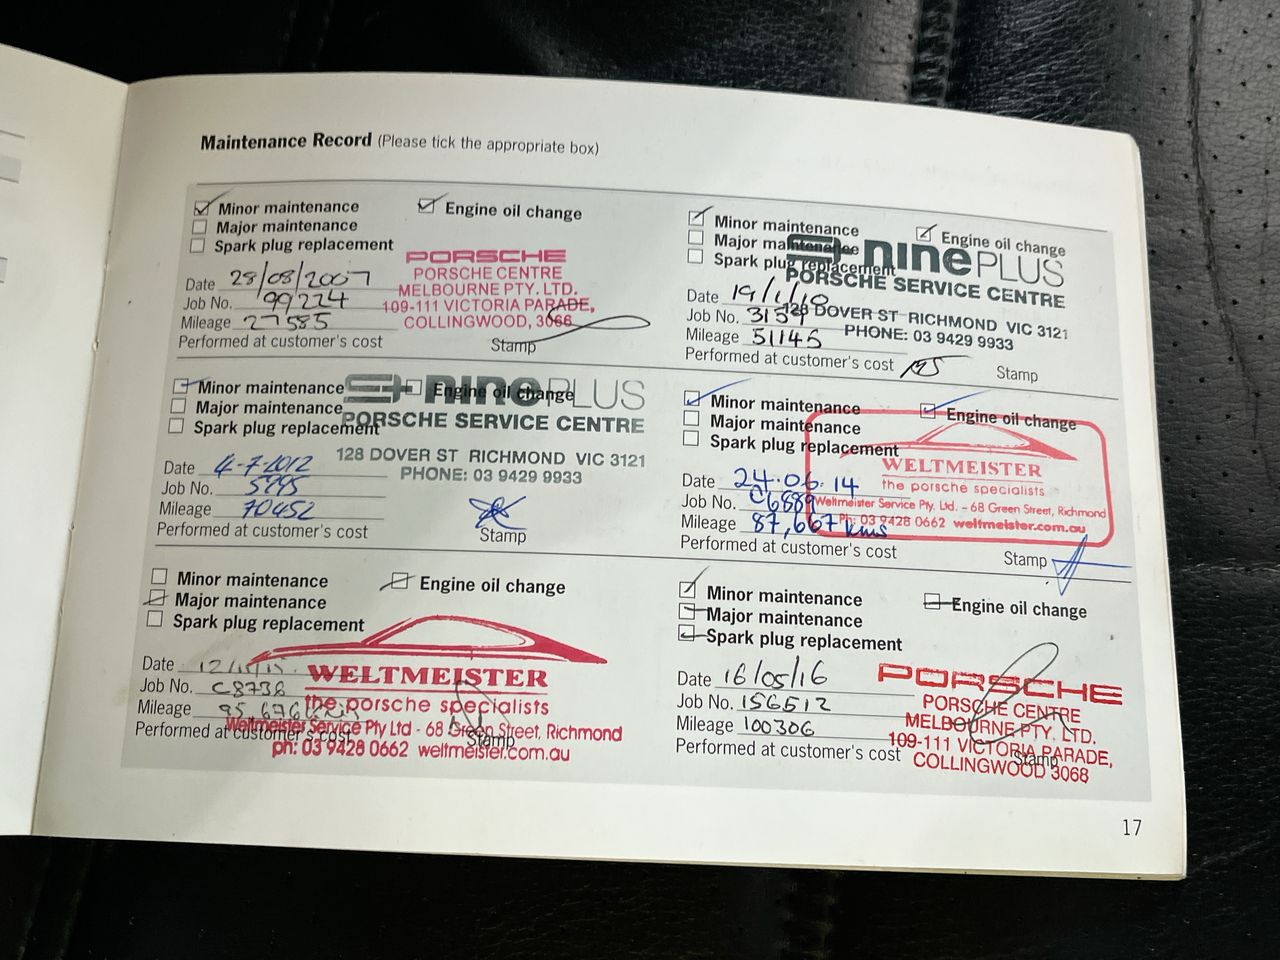 Maintenance Record (Please tick the appropriate box)
Minor maintenance
Engine oil change
Major maintenance
Spark plug replacement
Date 28/08/2007
Job No. 99224
Mileage 27585
Performed at customer's cost
Stamp
PORSCHE
PORSCHE CENTRE
MELBOURNE PTY. LTD.
109-111 VICTORIA PARADE,
COLLINGWOOD, 3066
Minor maintenance
Engine oil change
Major maintenance
Spark plug replacement
Date 19/1/10
Job No.
Mileage 51145
Performed at customer's cost
Stamp
ninePLUS
PORSCHE SERVICE CENTRE
128 DOVER ST RICHMOND VIC 3121
PHONE: 03 9429 9933
Minor maintenance
Engine oil change
Major maintenance
Spark plug replacement
Date 4-7-2012
Job No. 5795
Mileage 70452
Performed at customer's cost
Stamp
ninePLUS
PORSCHE SERVICE CENTRE
128 DOVER ST RICHMOND VIC 3121
PHONE: 03 9429 9933
Minor maintenance
Engine oil change
Major maintenance
Spark plug replacement
Date 24.06.14
Job No. C6889
Mileage 87,667 kms
Performed at customer's cost
Stamp
WELTMEISTER
the porsche specialists
Weltmeister Service Pty. Ltd. - 68 Green Street, Richmond
Ph: 03 9428 0662 weltmeister.com.au
Minor maintenance
Engine oil change
Major maintenance
Spark plug replacement
Date
Job No. C8738
Mileage 95,676
Performed at customer's cost
Stamp
WELTMEISTER
the porsche specialists
Weltmeister Service Pty Ltd - 68 Green Street, Richmond
ph: 03 9428 0662 weltmeister.com.au
Minor maintenance
Engine oil change
Major maintenance
Spark plug replacement
Date 16/05/16
Job No. 156512
Mileage 100306
Performed at customer's cost
Stamp
PORSCHE
PORSCHE CENTRE
MELBOURNE PTY. LTD.
109-111 VICTORIA PARADE,
COLLINGWOOD 3068
17